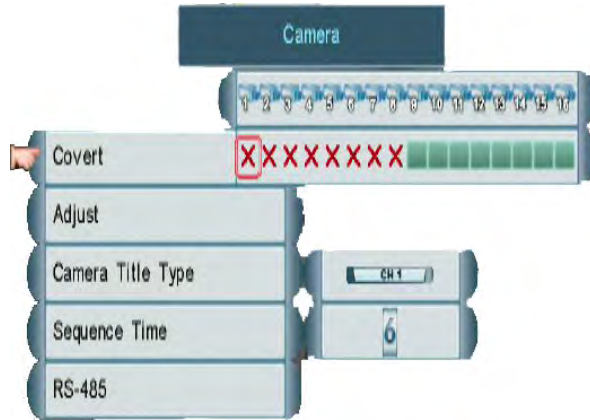 Camera
1 2 3 4 5 6 7 8 9 10 11 12 13 14 15 16
Covert X X X X X X X X
Adjust
Camera Title Type CH 1
Sequence Time 6
RS-485